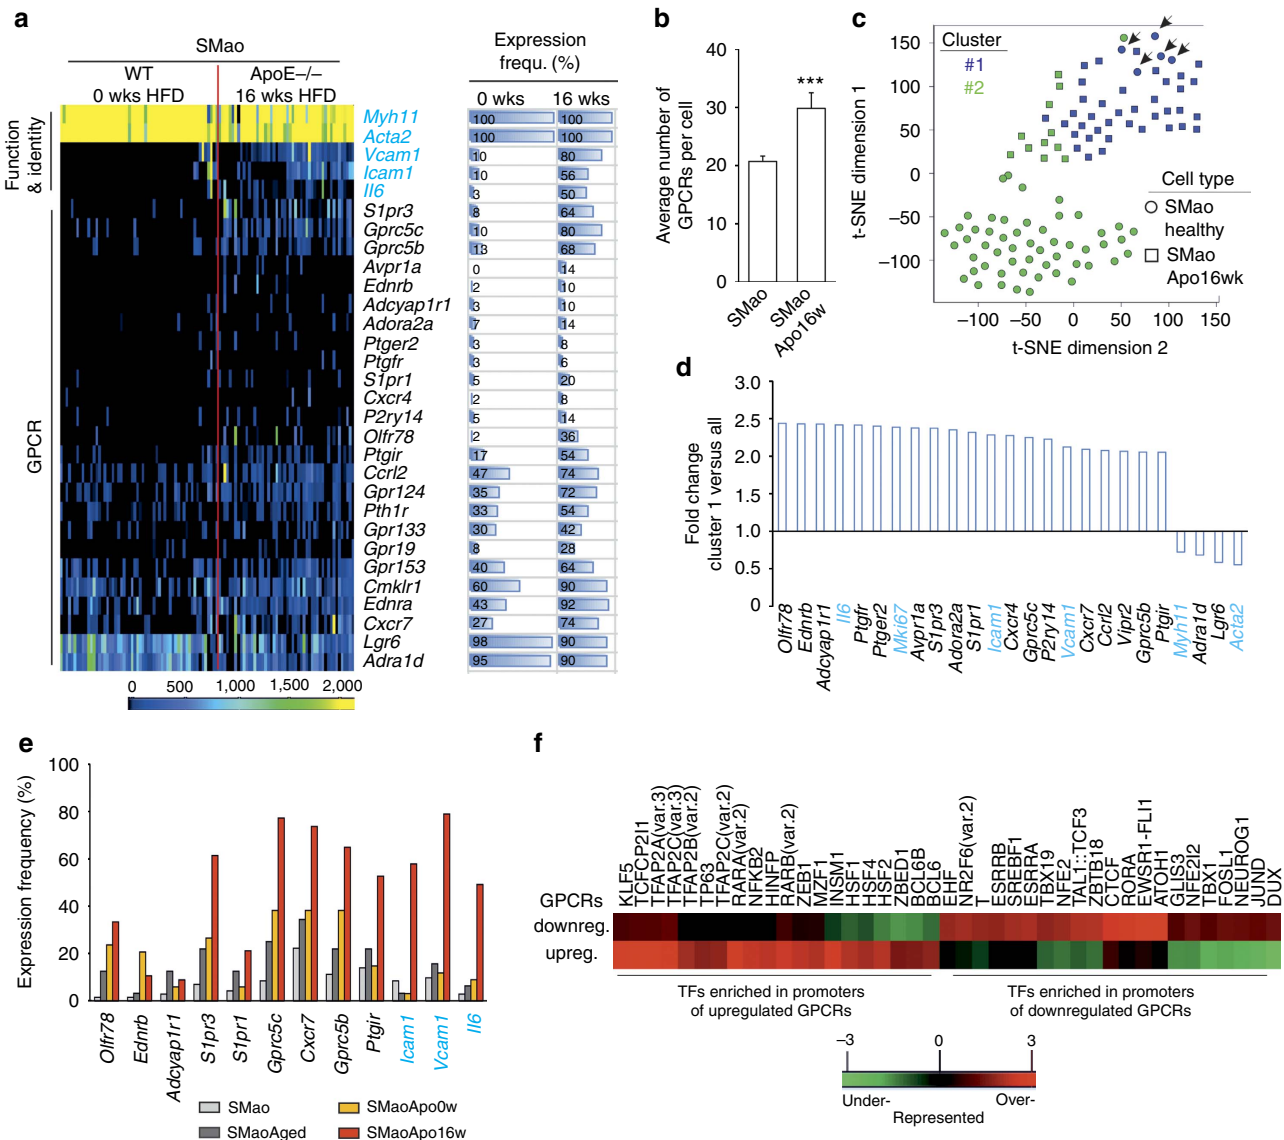 a
SMao
WT
0 wks HFD
ApoE–/–
16 wks HFD
Expression
frequ. (%)
0 wks
16 wks
Function
& identity
GPCR
Myh11 100 100
Acta2 100 100
Vcam1 10 80
Icam1 10 56
Il6 3 50
S1pr3 8 64
Gprc5c 10 80
Gprc5b 13 68
Avpr1a 0 14
Ednrb 2 10
Adcyap1r1 3 10
Adora2a 7 14
Ptger2 3 8
Ptgfr 3 6
S1pr1 5 20
Cxcr4 2 8
P2ry14 5 14
Olfr78 2 36
Ptgir 17 54
Ccrl2 47 74
Gpr124 35 72
Pth1r 33 54
Gpr133 30 42
Gpr19 8 28
Gpr153 40 64
Cmklr1 60 90
Ednra 43 92
Cxcr7 27 74
Lgr6 98 90
Adra1d 95 90
0 500 1,000 1,500 2,000
b
Average number of
GPCRs per cell
40
30
20
10
0
***
SMao
SMao
Apo16w
c
Cluster
#1
#2
t-SNE dimension 1
150
100
50
0
–50
–100
–100 –50 0 50 100 150
t-SNE dimension 2
Cell type
SMao
healthy
SMao
Apo16wk
d
Fold change
cluster 1 versus all
3.0
2.5
2.0
1.5
1.0
0.5
0
Olfr78
Ednrb
Adcyap1r1
Il6
Ptgfr
Ptger2
Mki67
Avpr1a
S1pr3
Adora2a
S1pr1
Icam1
Cxcr4
Gprc5c
P2ry14
Vcam1
Cxcr7
Ccrl2
Vipr2
Gprc5b
Ptgir
Myh11
Adra1d
Lgr6
Acta2
e
Expression frequency (%)
100
80
60
40
20
0
Olfr78
Ednrb
Adcyap1r1
S1pr3
S1pr1
Gprc5c
Cxcr7
Gprc5b
Ptgir
Icam1
Vcam1
Il6
SMao
SMaoAged
SMaoApo0w
SMaoApo16w
f
KLF5
TCFCP2l1
TFAP2A(var.3)
TFAP2C(var.3)
TFAP2B(var.2)
TP63
TFAP2C(var.2)
RARA(var.2)
NFKB2
HINFP
RARB(var.2)
ZEB1
MZF1
INSM1
HSF1
HSF4
HSF2
ZBED1
BCL6B
BCL6
EHF
NR2F6(var.2)
T
ESRRB
SREBF1
ESRRA
TBX19
NFE2
TAL1::TCF3
ZBTB18
CTCF
RORA
EWSR1-FLI1
ATOH1
GLIS3
NFE2l2
TBX1
FOSL1
NEUROG1
JUND
DUX
GPCRs
downreg.
upreg.
TFs enriched in promoters
of upregulated GPCRs
TFs enriched in promoters
of downregulated GPCRs
–3 0 3
Under- Over-
Represented